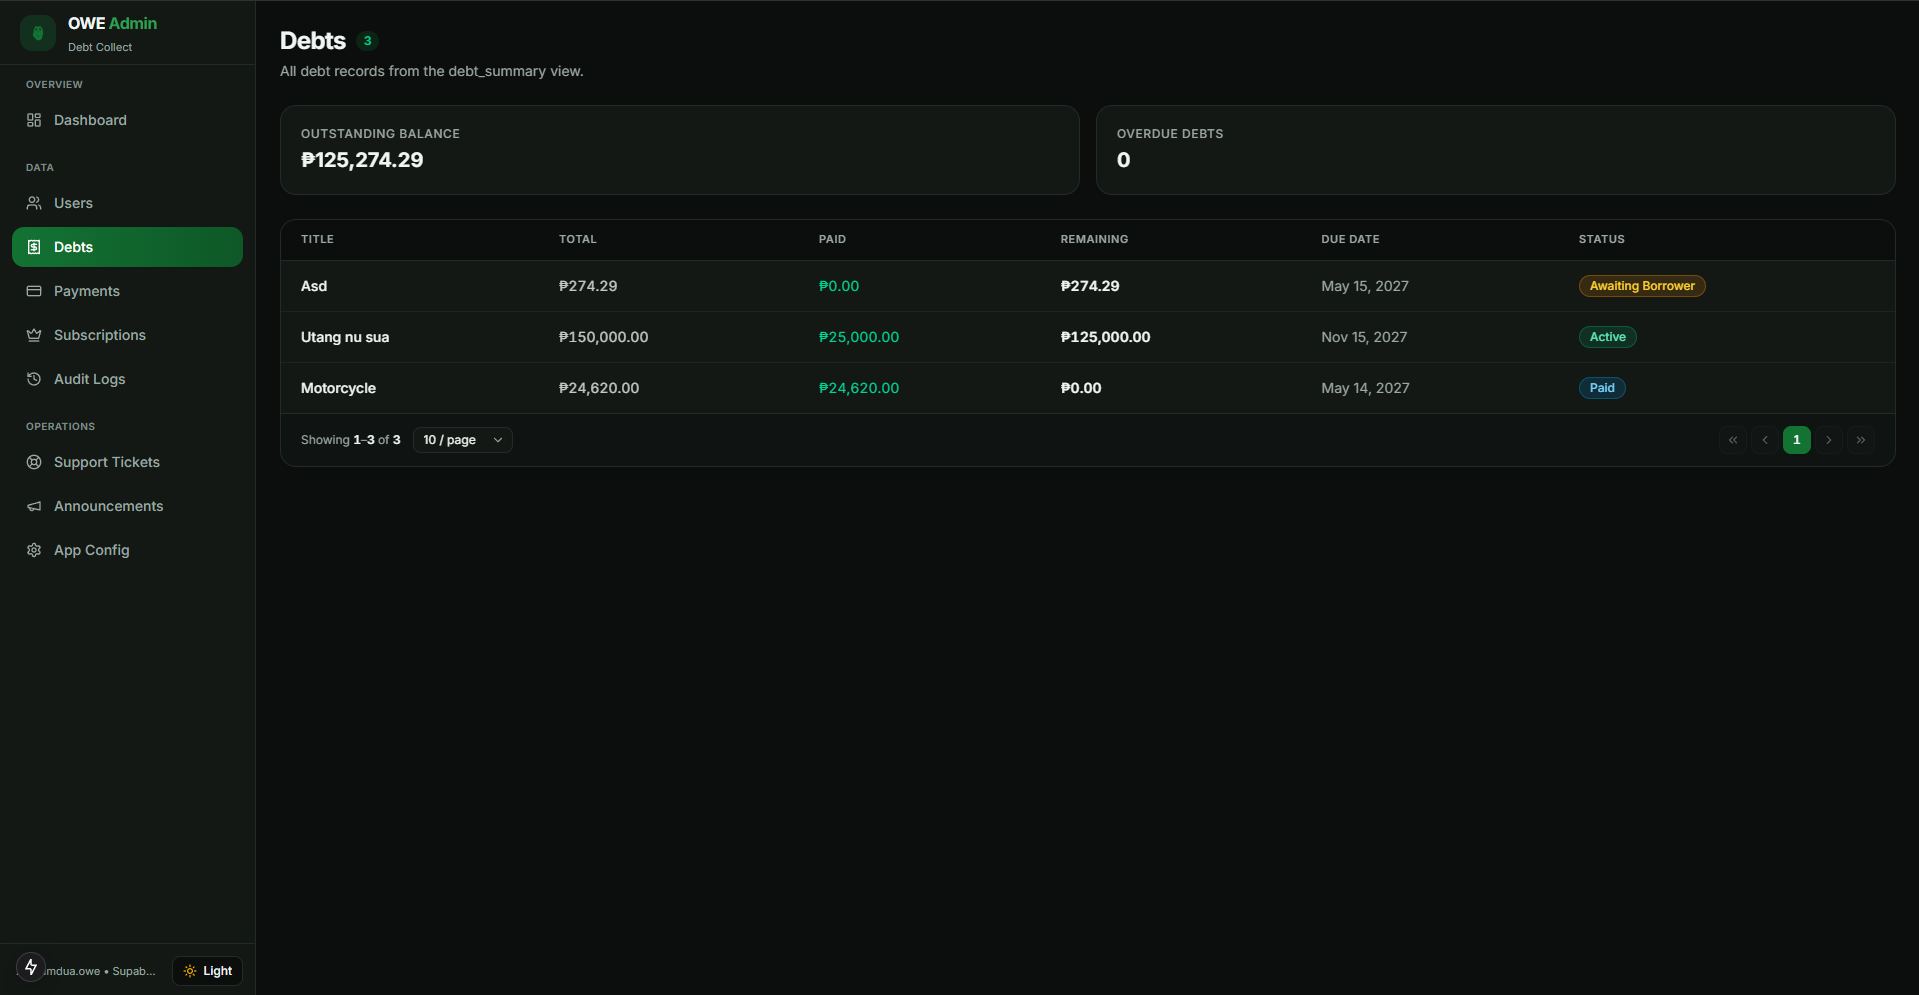 OWE Admin
Debt Collect
OVERVIEW
Dashboard
DATA
Users
Debts
Payments
Subscriptions
Audit Logs
OPERATIONS
Support Tickets
Announcements
App Config
mdua.owe • Supab...
Light
Debts 3
All debt records from the debt_summary view.
OUTSTANDING BALANCE
₱125,274.29
OVERDUE DEBTS
0
TITLE TOTAL PAID REMAINING DUE DATE STATUS
Asd ₱274.29 ₱0.00 ₱274.29 May 15, 2027 Awaiting Borrower
Utang nu sua ₱150,000.00 ₱25,000.00 ₱125,000.00 Nov 15, 2027 Active
Motorcycle ₱24,620.00 ₱24,620.00 ₱0.00 May 14, 2027 Paid
Showing 1–3 of 3 10 / page « ‹ 1 › »